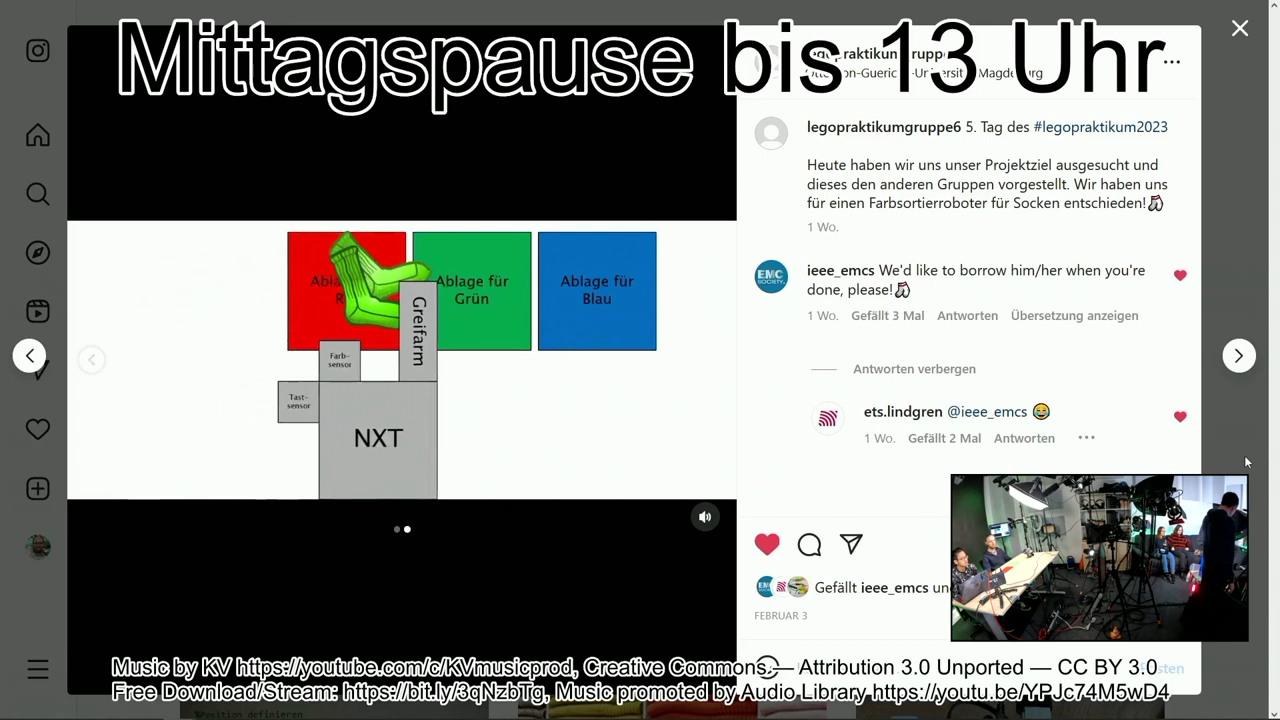 Mittagspause bis 13 Uhr
legopraktikumgruppe6 5. Tag des #legopraktikum2023
Heute haben wir uns unser Projektziel ausgesucht und
dieses den anderen Gruppen vorgestellt. Wir haben uns
für einen Farbsortierroboter für Socken entschieden!🧦
1 Wo.
ieee_emcs We'd like to borrow him/her when you're
done, please!🧦
1 Wo. Gefällt 3 Mal Antworten Übersetzung anzeigen
Antworten verbergen
ets.lindgren @ieee_emcs 😂
1 Wo. Gefällt 2 Mal Antworten
EMC
SOCIETY
Ablage für
Grün
Ablage für
Blau
Greifarm
Farb-
sensor
Tast-
sensor
NXT
Gefällt ieee_emcs
FEBRUAR 3
Music by KV https://youtube.com/c/KVmusicprod, Creative Commons — Attribution 3.0 Unported — CC BY 3.0
Free Download/Stream: https://bit.ly/3qNzbTg, Music promoted by Audio Library https://youtu.be/YPJc74M5wD4
%Position definieren